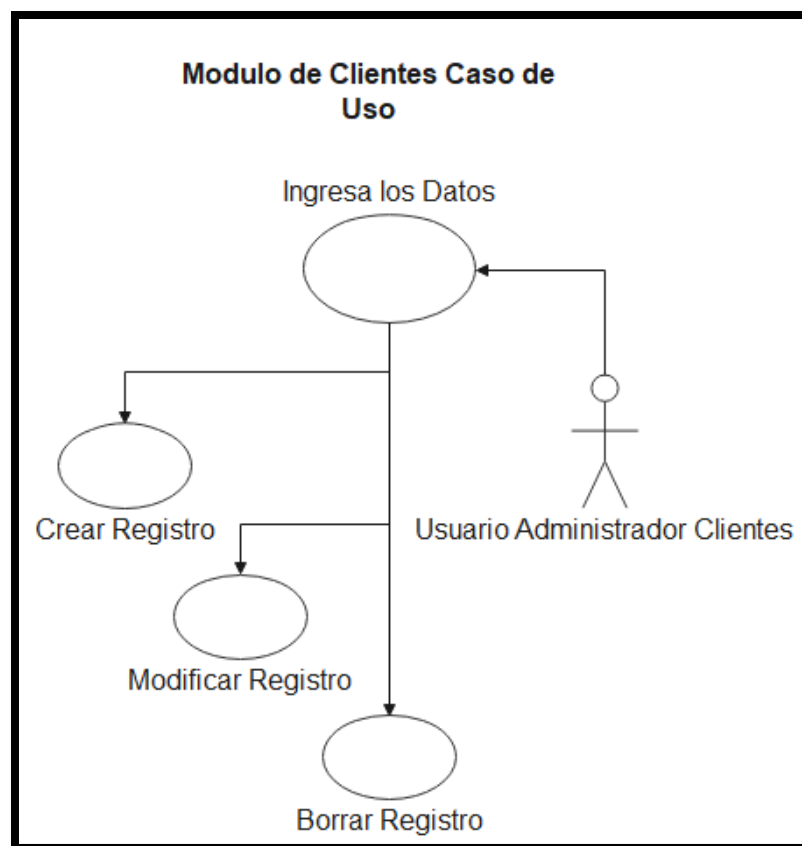 Modulo de Clientes Caso de
Uso
Ingresa los Datos
Crear Registro
Usuario Administrador Clientes
Modificar Registro
Borrar Registro